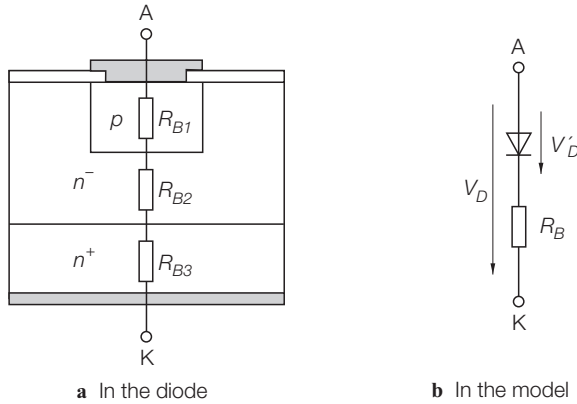 A
p
R_B1
n⁻
R_B2
n⁺
R_B3
K
a In the diode
A
V′_D
V_D
R_B
K
b In the model